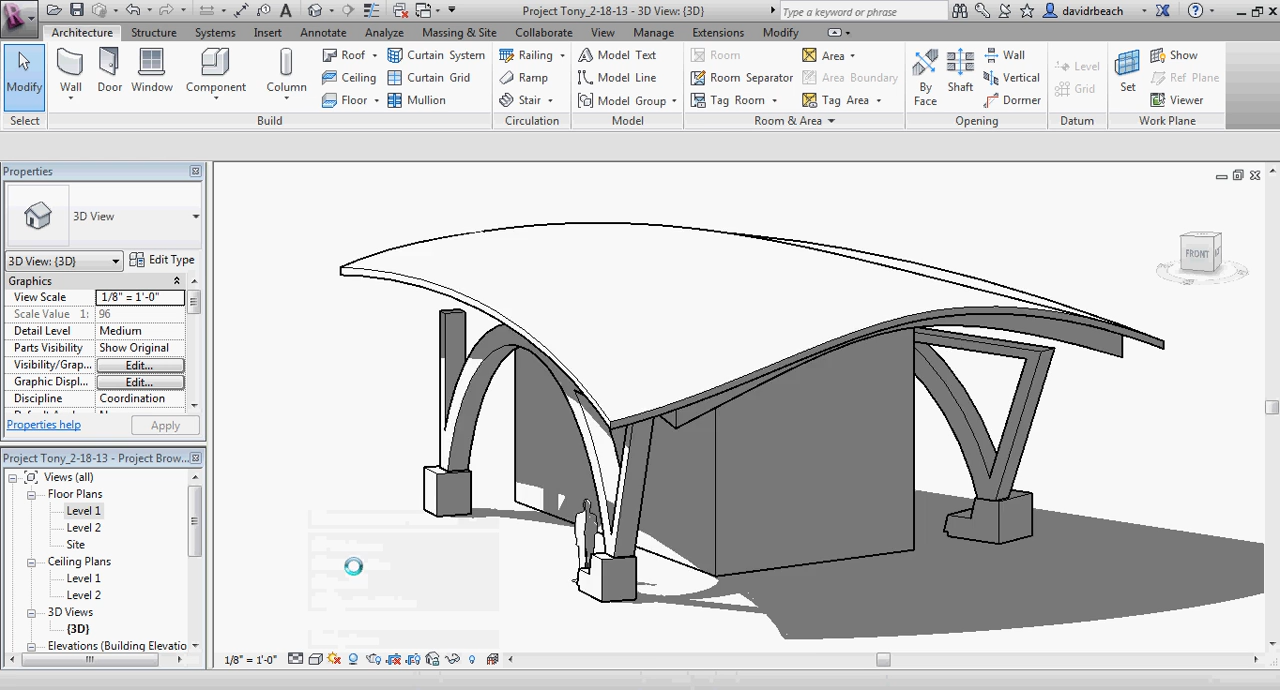 Project Tony_2-18-13 - 3D View: {3D}
Type a keyword or phrase
davidrbeach
Architecture Structure Systems Insert Annotate Analyze Massing & Site Collaborate View Manage Extensions Modify
Modify
Wall
Door
Window
Component
Column
Roof
Ceiling
Floor
Curtain System
Curtain Grid
Mullion
Railing
Ramp
Stair
Model Text
Model Line
Model Group
Room
Room Separator
Tag Room
Area
Area Boundary
Tag Area
By
Face
Shaft
Wall
Vertical
Dormer
Level
Grid
Set
Show
Ref Plane
Viewer
Select
Build
Circulation
Model
Room & Area
Opening
Datum
Work Plane
Properties
3D View
3D View: {3D}
Edit Type
Graphics
View Scale 1/8" = 1'-0"
Scale Value 1: 96
Detail Level Medium
Parts Visibility Show Original
Visibility/Grap... Edit...
Graphic Displ... Edit...
Discipline Coordination
Properties help
Apply
Project Tony_2-18-13 - Project Brow...
Views (all)
Floor Plans
Level 1
Level 2
Site
Ceiling Plans
Level 1
Level 2
3D Views
{3D}
Elevations (Building Elevatio
FRONT
1/8" = 1'-0"